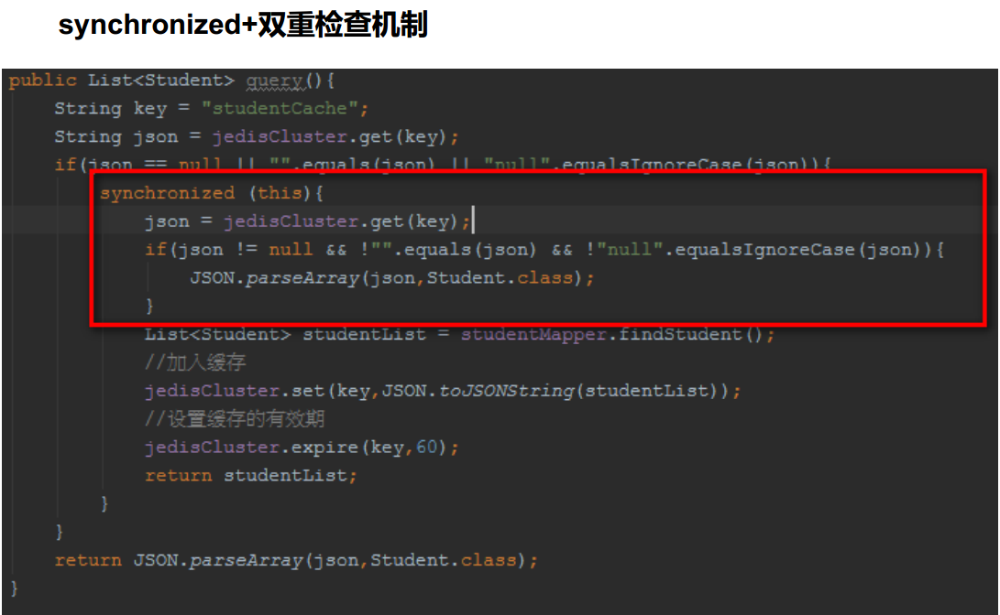 synchronized+双重检查机制
public List<Student> query(){
String key = "studentCache";
String json = jedisCluster.get(key);
if(json == null || "".equals(json) || "null".equalsIgnoreCase(json)){
synchronized (this){
json = jedisCluster.get(key);
if(json != null && !"".equals(json) && !"null".equalsIgnoreCase(json)){
JSON.parseArray(json,Student.class);
}
List<Student> studentList = studentMapper.findStudent();
//加入缓存
jedisCluster.set(key,JSON.toJSONString(studentList));
//设置缓存的有效期
jedisCluster.expire(key,60);
return studentList;
}
}
return JSON.parseArray(json,Student.class);
}